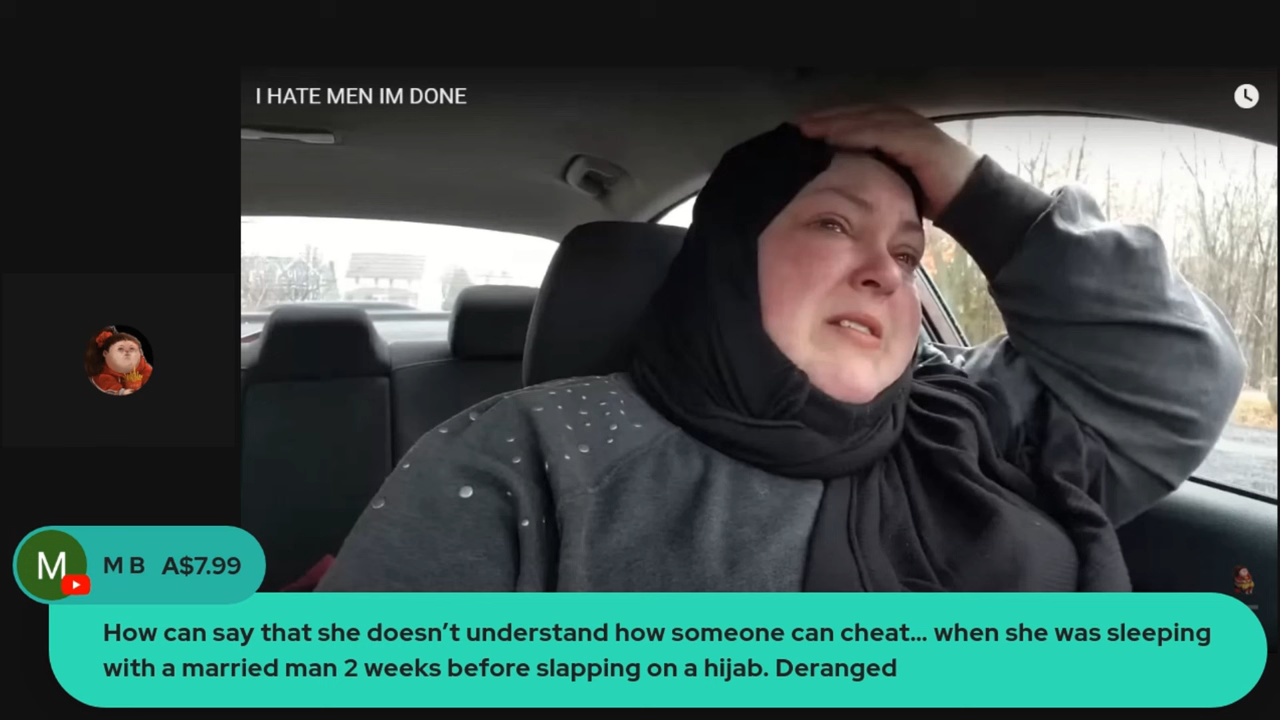 I HATE MEN IM DONE
M
M B A$7.99
How can say that she doesn’t understand how someone can cheat... when she was sleeping
with a married man 2 weeks before slapping on a hijab. Deranged